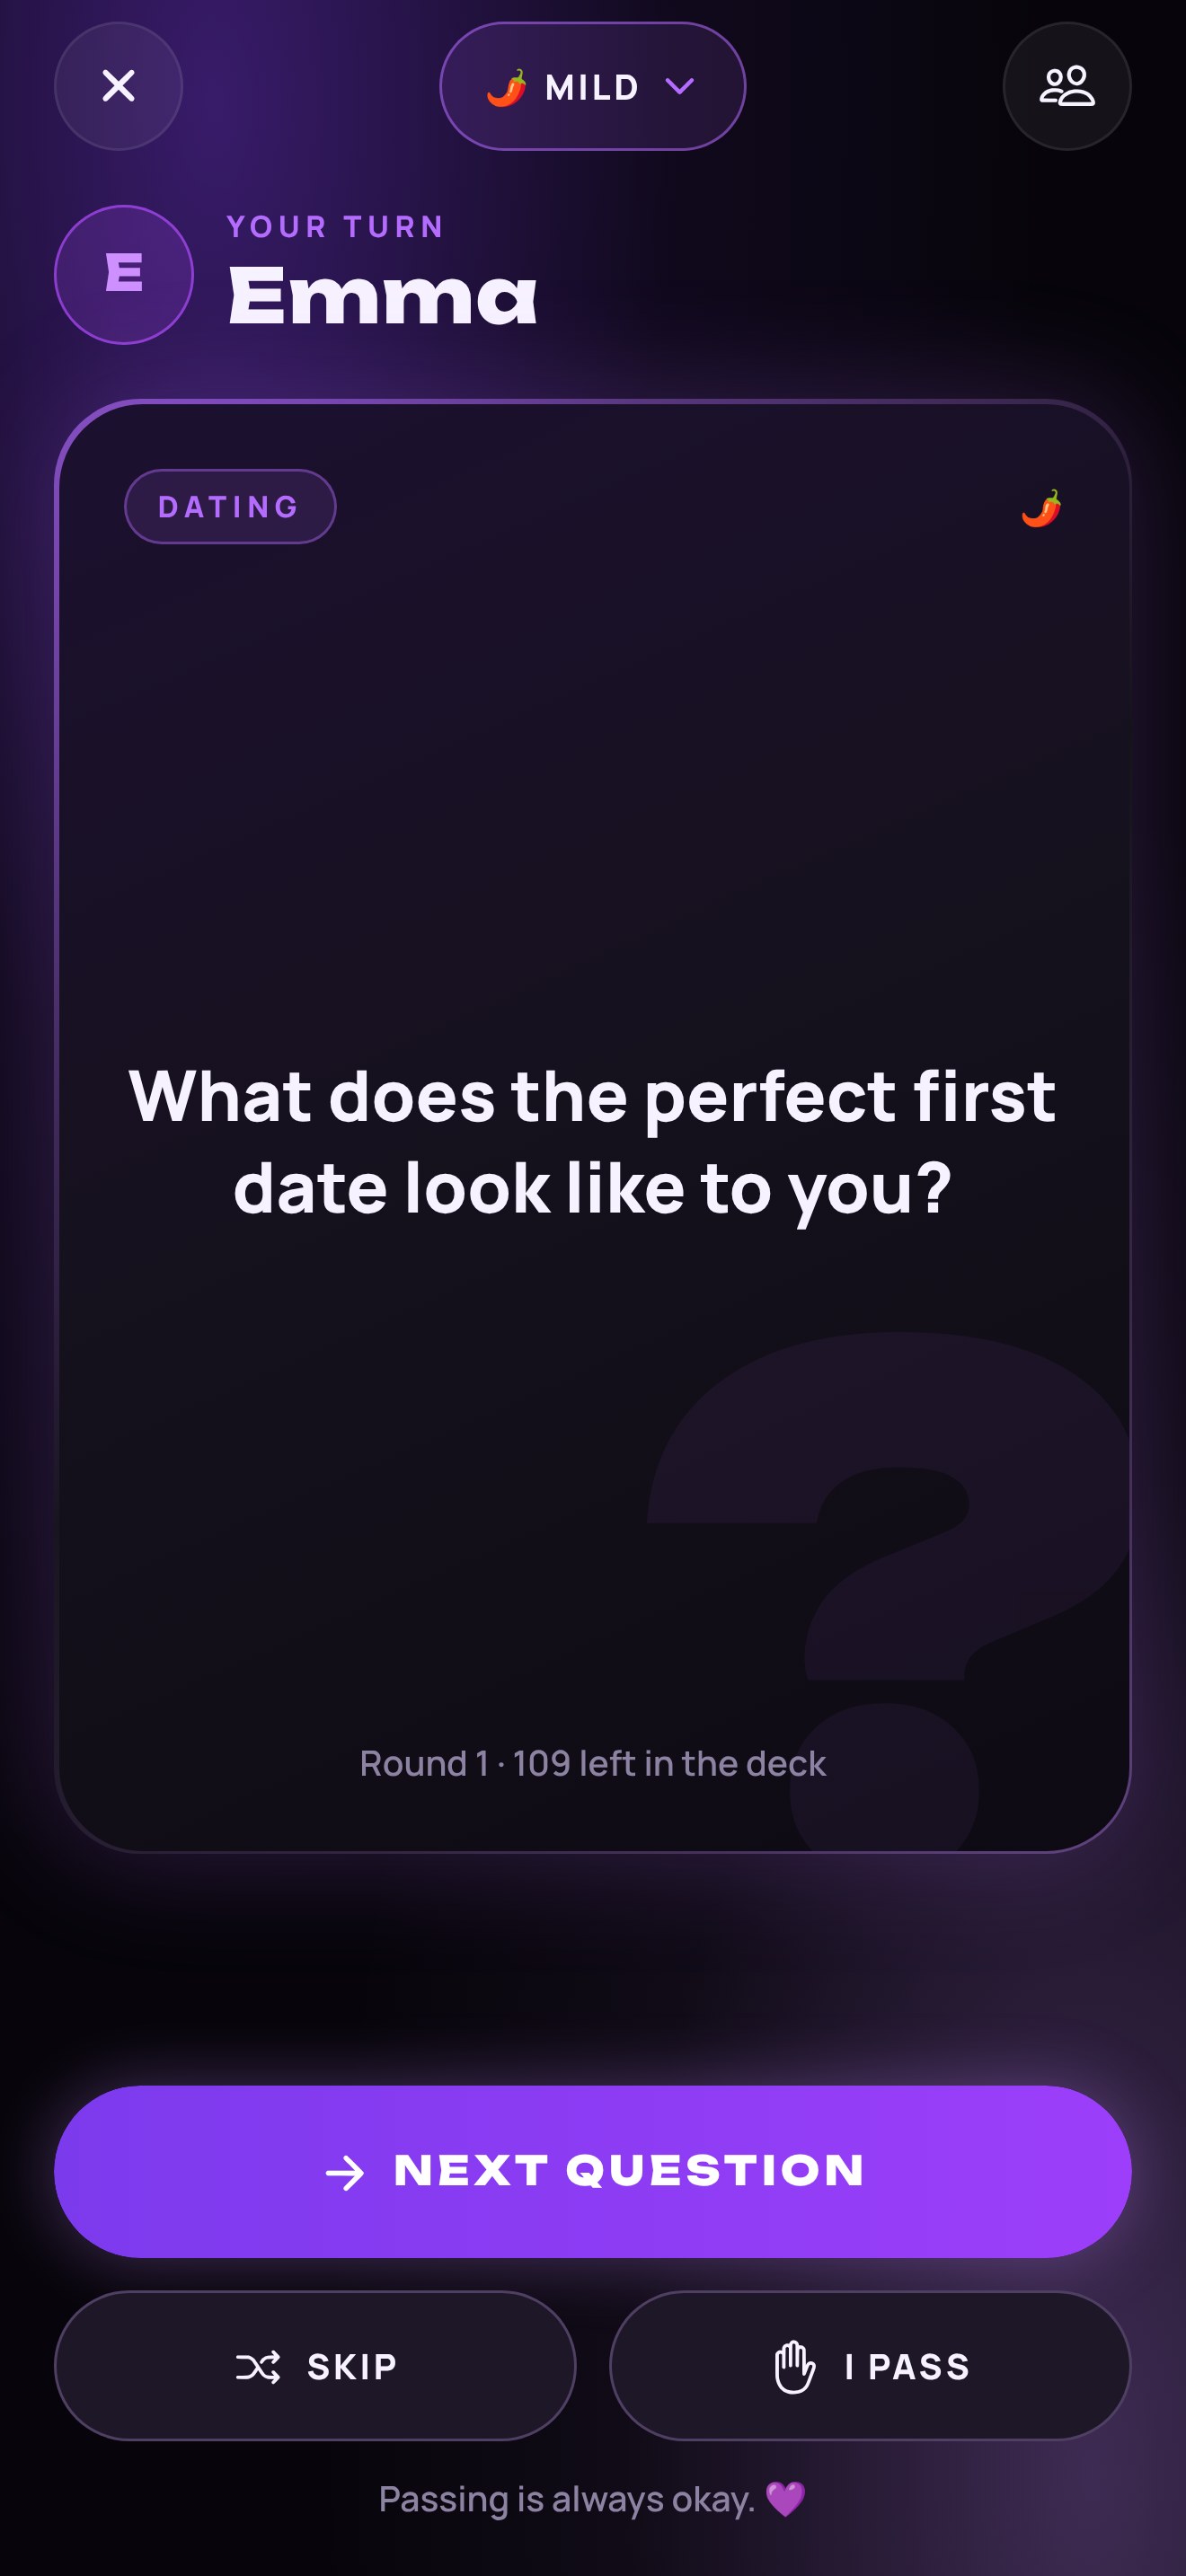 🌶️ MILD
E
YOUR TURN
Emma
DATING
🌶️
What does the perfect first
date look like to you?
?
Round 1 · 109 left in the deck
→ NEXT QUESTION
SKIP
I PASS
Passing is always okay. 💜